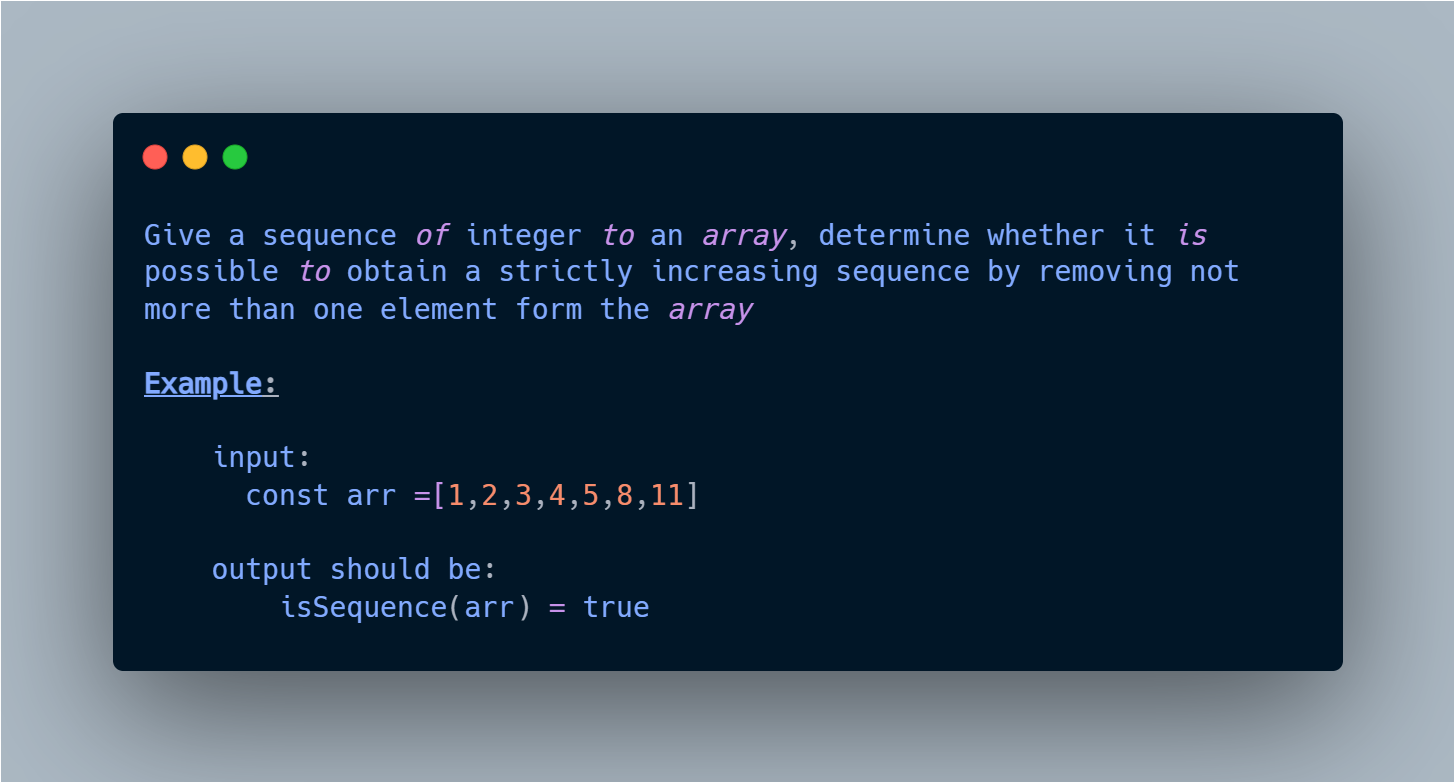 Give a sequence of integer to an array, determine whether it is
possible to obtain a strictly increasing sequence by removing not
more than one element form the array
Example:
input:
const arr =[1,2,3,4,5,8,11]
output should be:
isSequence(arr) = true